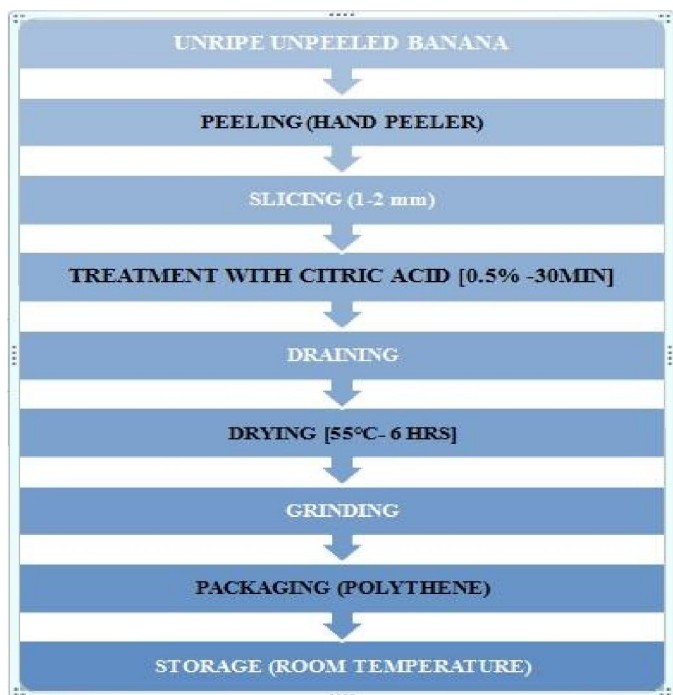 UNRIPE UNPEELED BANANA
PEELING (HAND PEELER)
SLICING (1-2 mm)
TREATMENT WITH CITRIC ACID [0.5% -30MIN]
DRAINING
DRYING [55°C- 6 HRS]
GRINDING
PACKAGING (POLYTHENE)
STORAGE (ROOM TEMPERATURE)